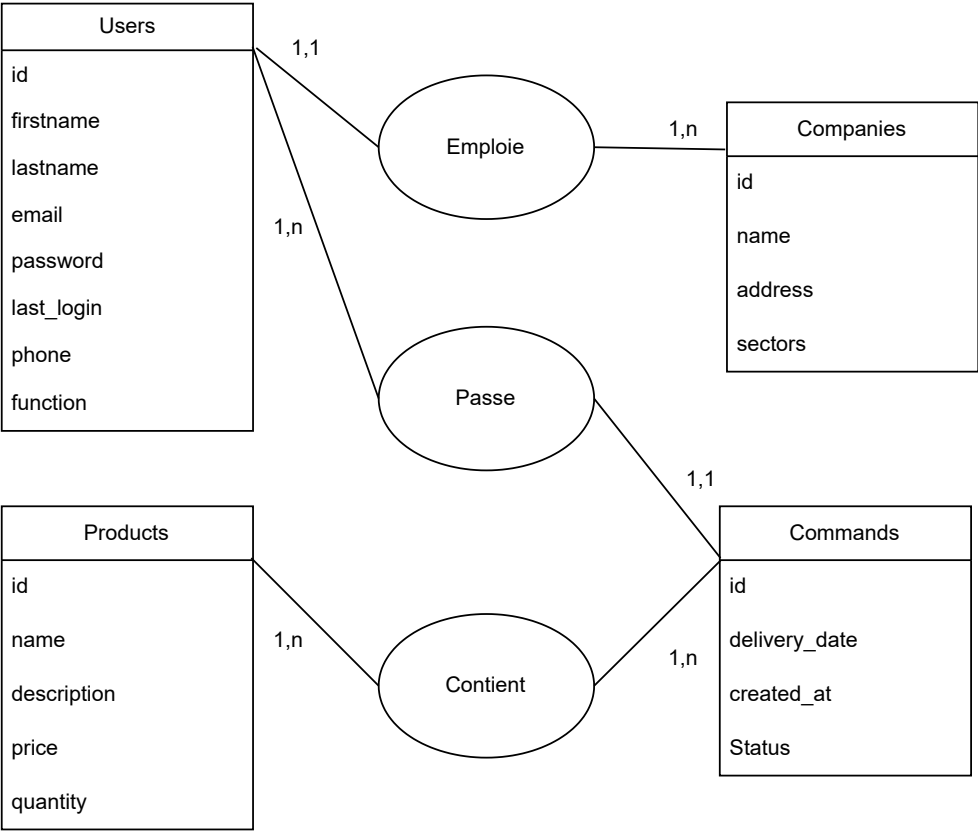 Users
id
firstname
lastname
email
password
last_login
phone
function
1,1
Emploie
1,n
Companies
id
name
address
sectors
1,n
Passe
1,1
Products
id
name
description
price
quantity
1,n
Contient
1,n
Commands
id
delivery_date
created_at
Status